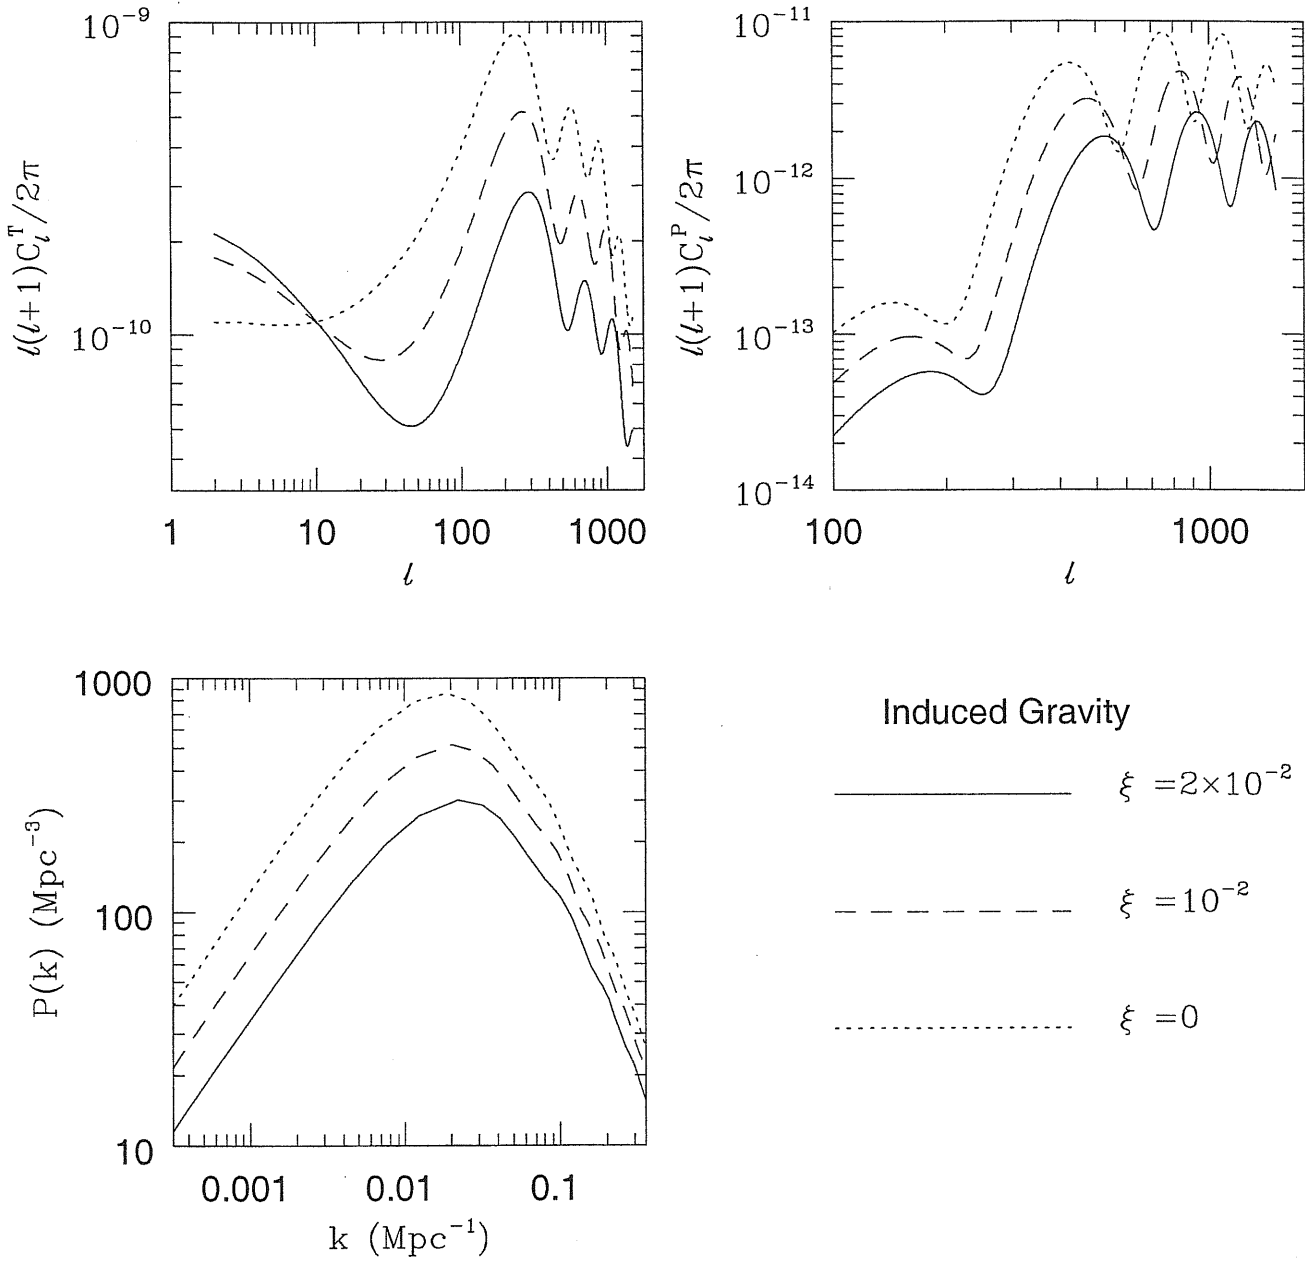 10⁻⁹
10⁻¹⁰
ℓ(ℓ+1)C_ℓ^T/2π
1 10 100 1000
ℓ
10⁻¹¹
10⁻¹²
10⁻¹³
10⁻¹⁴
ℓ(ℓ+1)C_ℓ^P/2π
100 1000
ℓ
1000
100
10
P(k) (Mpc⁻³)
0.001 0.01 0.1
k (Mpc⁻¹)
Induced Gravity
ξ =2×10⁻²
ξ =10⁻²
ξ =0